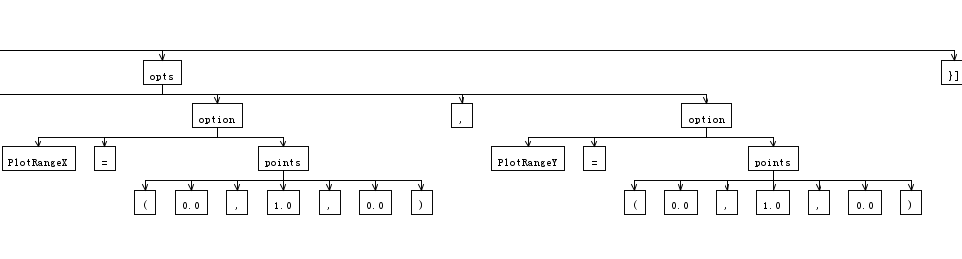 opts }]
option , option
PlotRangeX = points PlotRangeY = points
( 0.0 , 1.0 , 0.0 ) ( 0.0 , 1.0 , 0.0 )